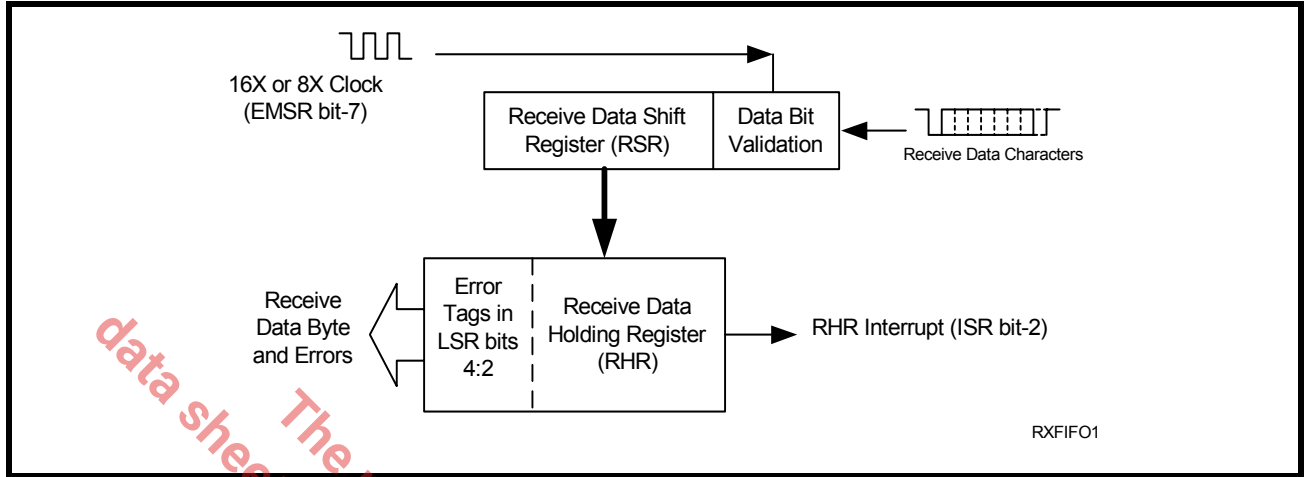 16X or 8X Clock
(EMSR bit-7)
Receive Data Shift
Register (RSR)
Data Bit
Validation
Receive Data Characters
Receive
Data Byte
and Errors
Error
Tags in
LSR bits
4:2
Receive Data
Holding Register
(RHR)
RHR Interrupt (ISR bit-2)
RXFIFO1
data shee
The